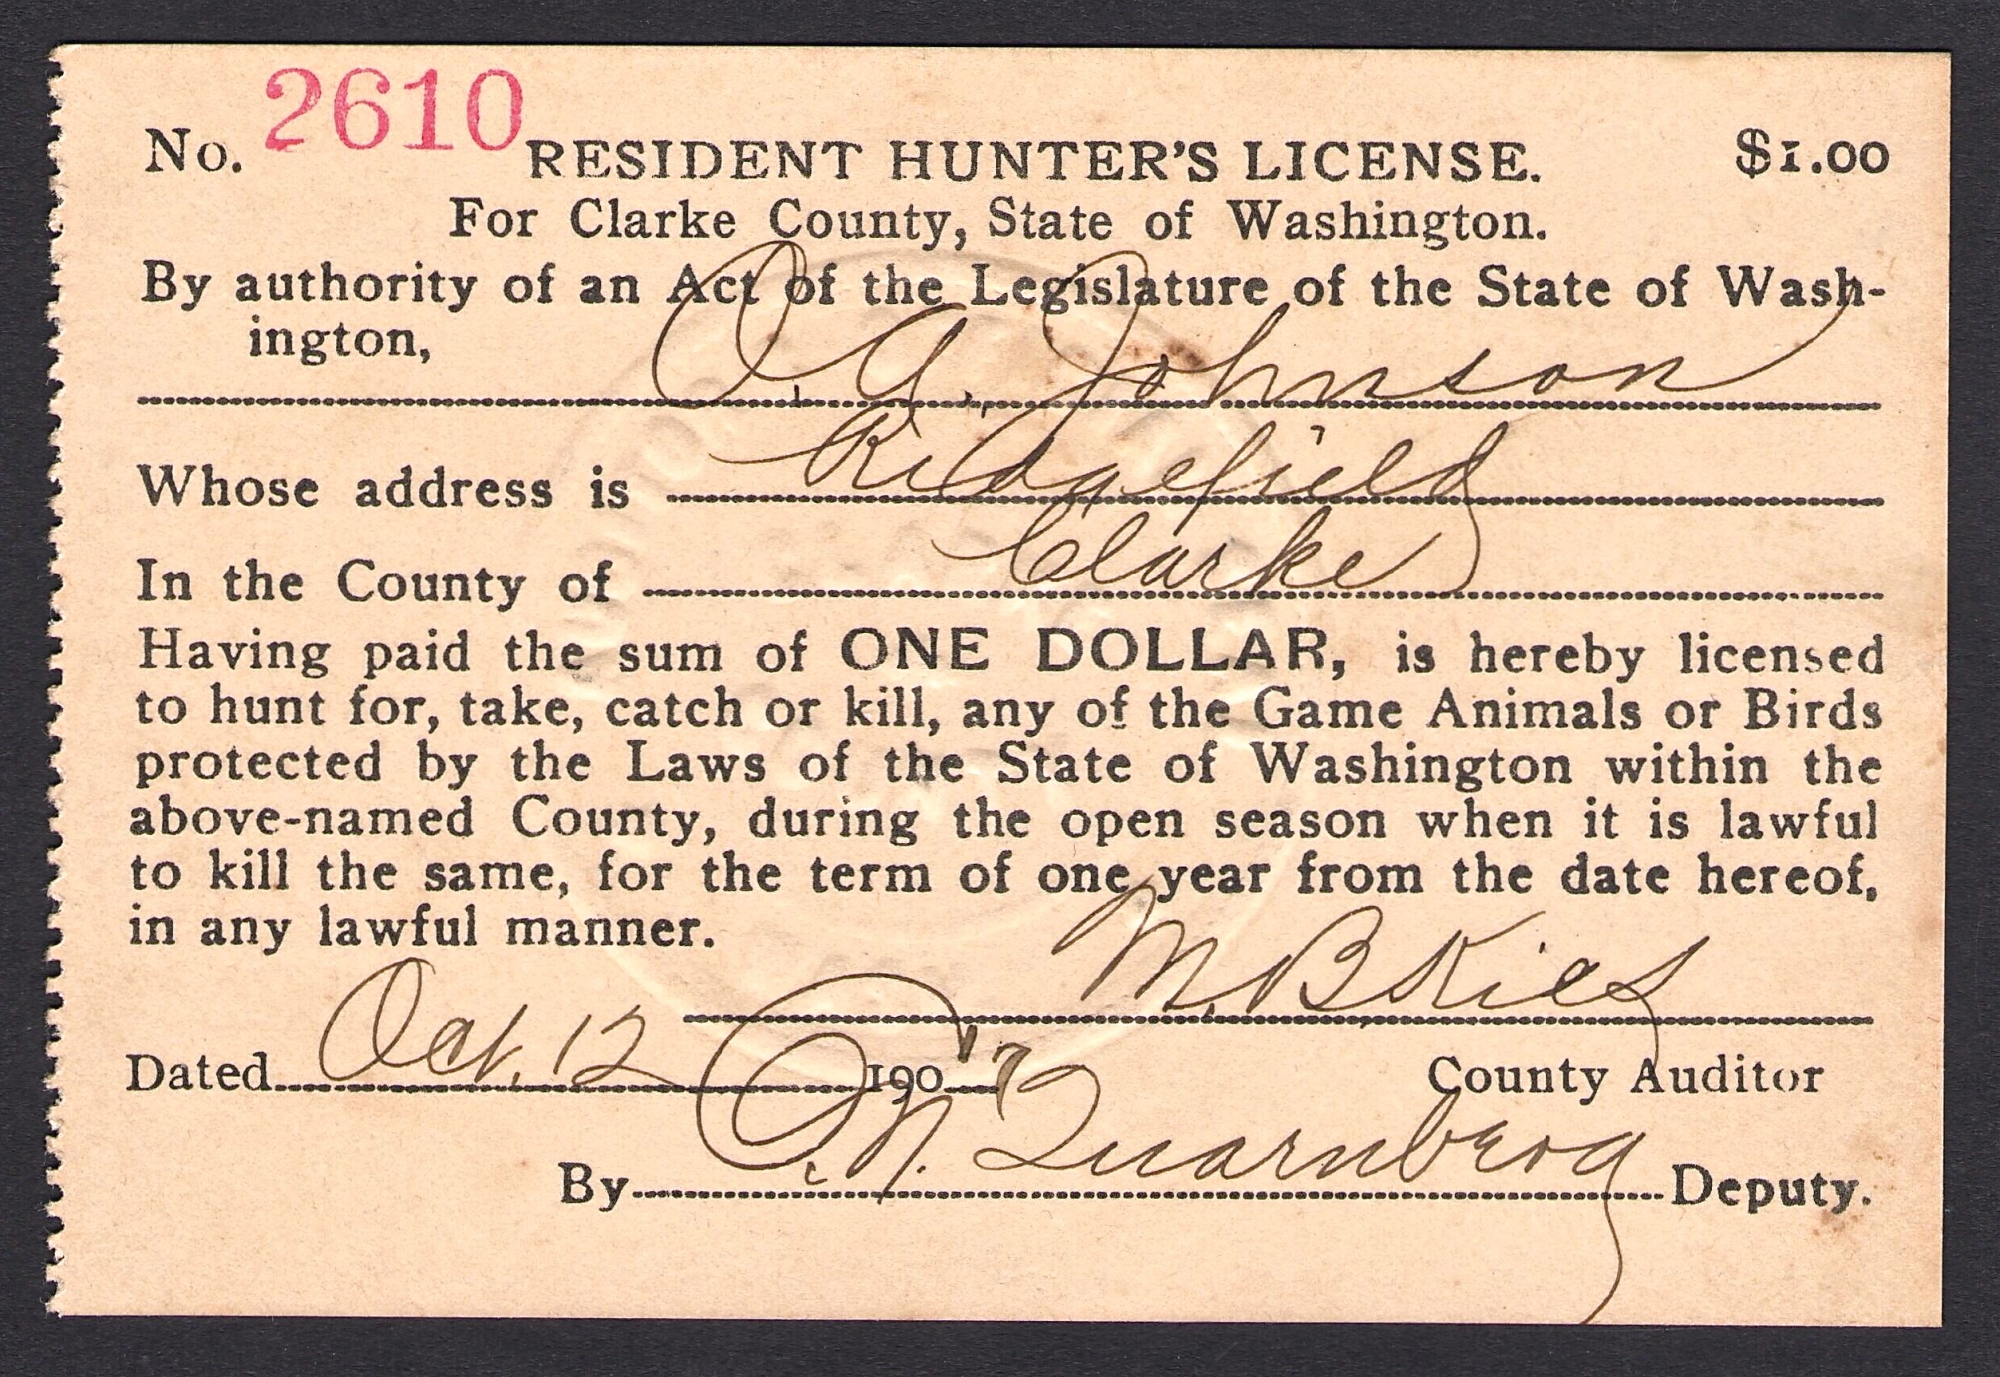 No. 2610 RESIDENT HUNTER'S LICENSE. $1.00
For Clarke County, State of Washington.
By authority of an Act of the Legislature of the State of Wash-
ington,
O. A. Johnson
Whose address is Ridgefield
In the County of Clarke
Having paid the sum of ONE DOLLAR, is hereby licensed
to hunt for, take, catch or kill, any of the Game Animals or Birds
protected by the Laws of the State of Washington within the
above-named County, during the open season when it is lawful
to kill the same, for the term of one year from the date hereof,
in any lawful manner.
M. B. Kies
Dated Oct. 12 190 7 County Auditor
By Quarnberg Deputy.